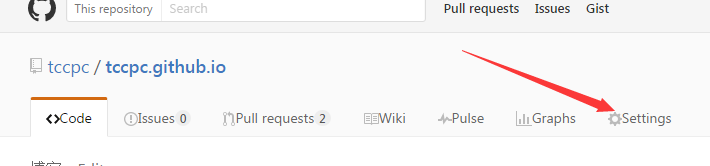 This repository Search Pull requests Issues Gist
tccpc / tccpc.github.io
Code Issues 0 Pull requests 2 Wiki Pulse Graphs Settings